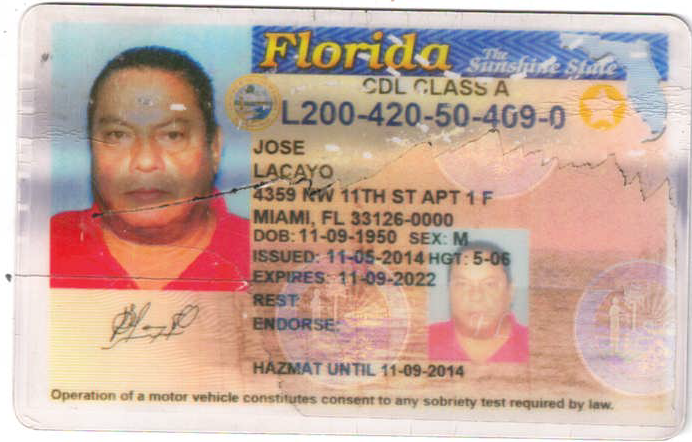 Florida The Sunshine State
CDL CLASS A
L200-420-50-409-0
JOSE
LACAYO
4359 NW 11TH ST APT 1 F
MIAMI, FL 33126-0000
DOB: 11-09-1950 SEX: M
ISSUED: 11-05-2014 HGT: 5-06
EXPIRES: 11-09-2022
REST:
ENDORSE:
HAZMAT UNTIL 11-09-2014
Operation of a motor vehicle constitutes consent to any sobriety test required by law.